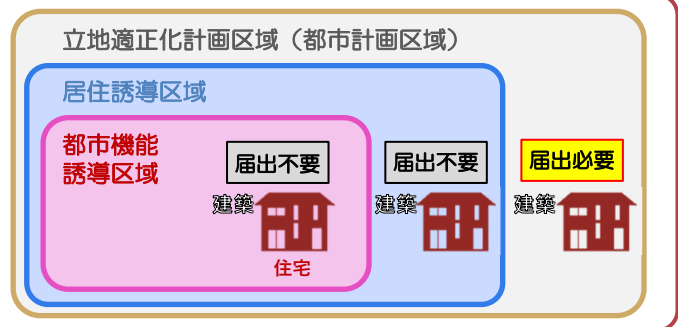 立地適正化計画区域（都市計画区域）
居住誘導区域
都市機能
誘導区域
届出不要
届出不要
届出必要
建築
建築
建築
住宅